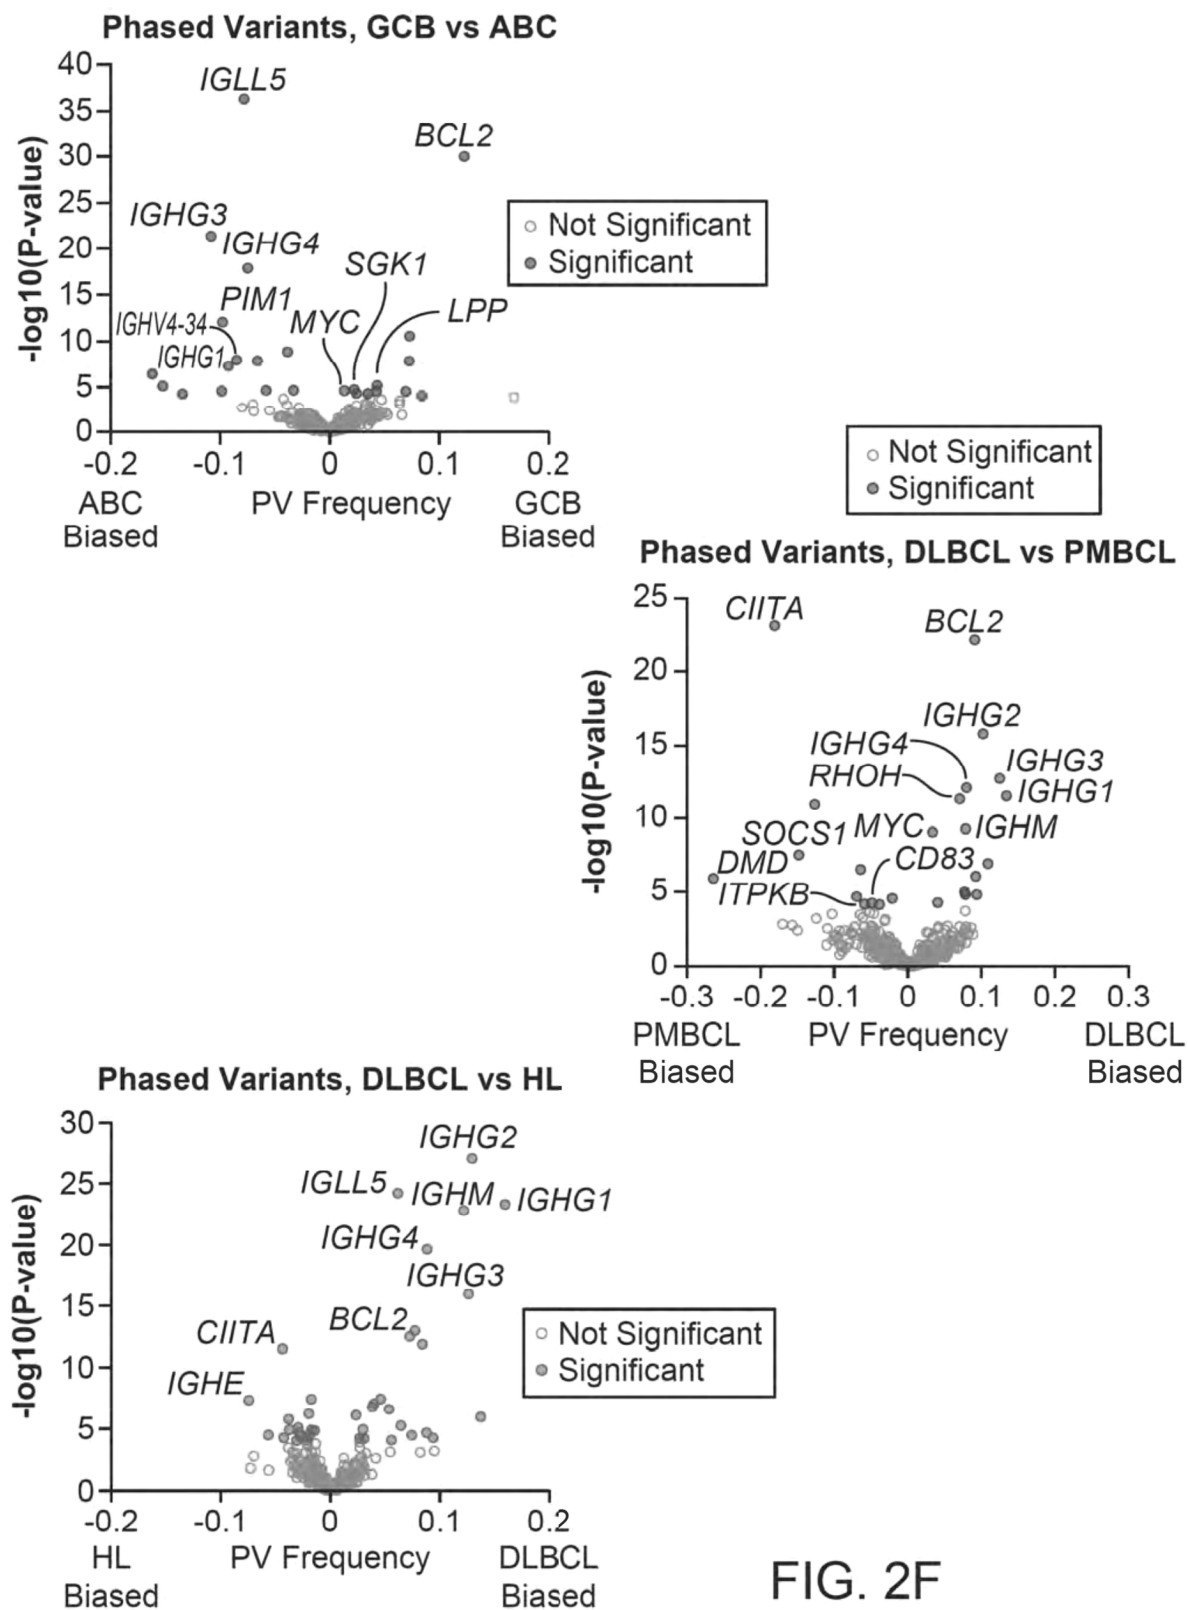 Phased Variants, GCB vs ABC
40
35
30
25
20
15
10
5
0
-log10(P-value)
IGLL5
BCL2
IGHG3
IGHG4
SGK1
PIM1
MYC
LPP
IGHV4-34
IGHG1
Not Significant
Significant
-0.2 -0.1 0 0.1 0.2
ABC Biased
PV Frequency
GCB Biased
Not Significant
Significant
Phased Variants, DLBCL vs PMBCL
25
20
15
10
5
0
-log10(P-value)
CIITA
BCL2
IGHG2
IGHG4
IGHG3
RHOH
IGHG1
SOCS1
MYC
IGHM
DMD
CD83
ITPKB
-0.3 -0.2 -0.1 0 0.1 0.2 0.3
PMBCL Biased
PV Frequency
DLBCL Biased
Phased Variants, DLBCL vs HL
30
25
20
15
10
5
0
-log10(P-value)
IGHG2
IGLL5
IGHM
IGHG1
IGHG4
IGHG3
BCL2
CIITA
IGHE
Not Significant
Significant
-0.2 -0.1 0 0.1 0.2
HL Biased
PV Frequency
DLBCL Biased
FIG. 2F